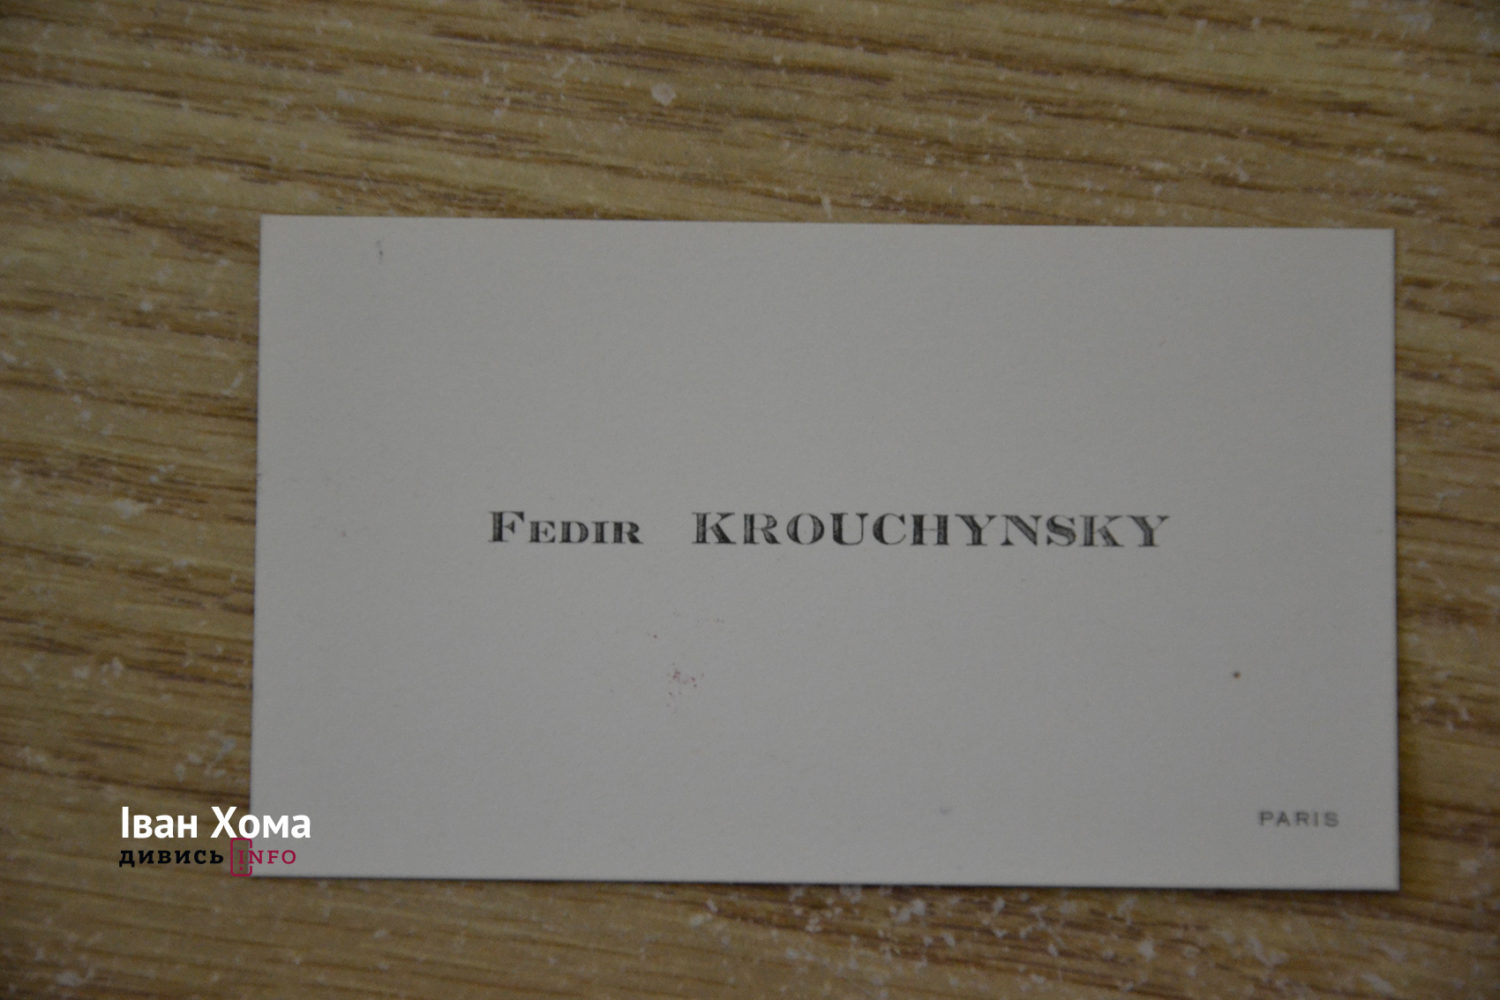 Fedir KROUCHYNSKY
PARIS
Іван Хома
дивись INFO